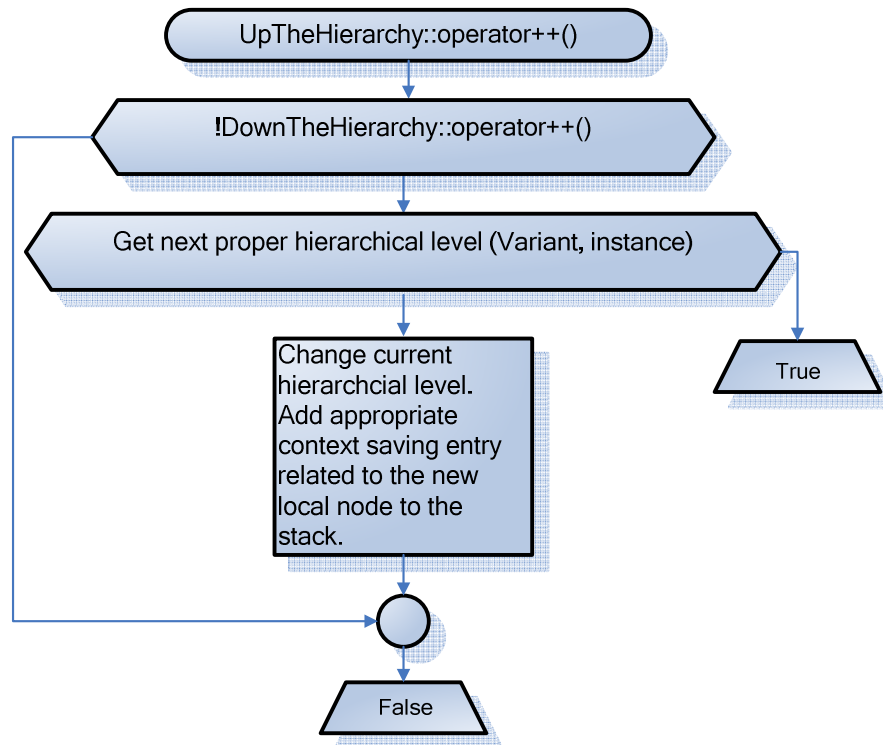 UpTheHierarchy::operator++()
!DownTheHierarchy::operator++()
Get next proper hierarchical level (Variant, instance)
Change current
hierarchcial level.
Add appropriate
context saving entry
related to the new
local node to the
stack.
True
False